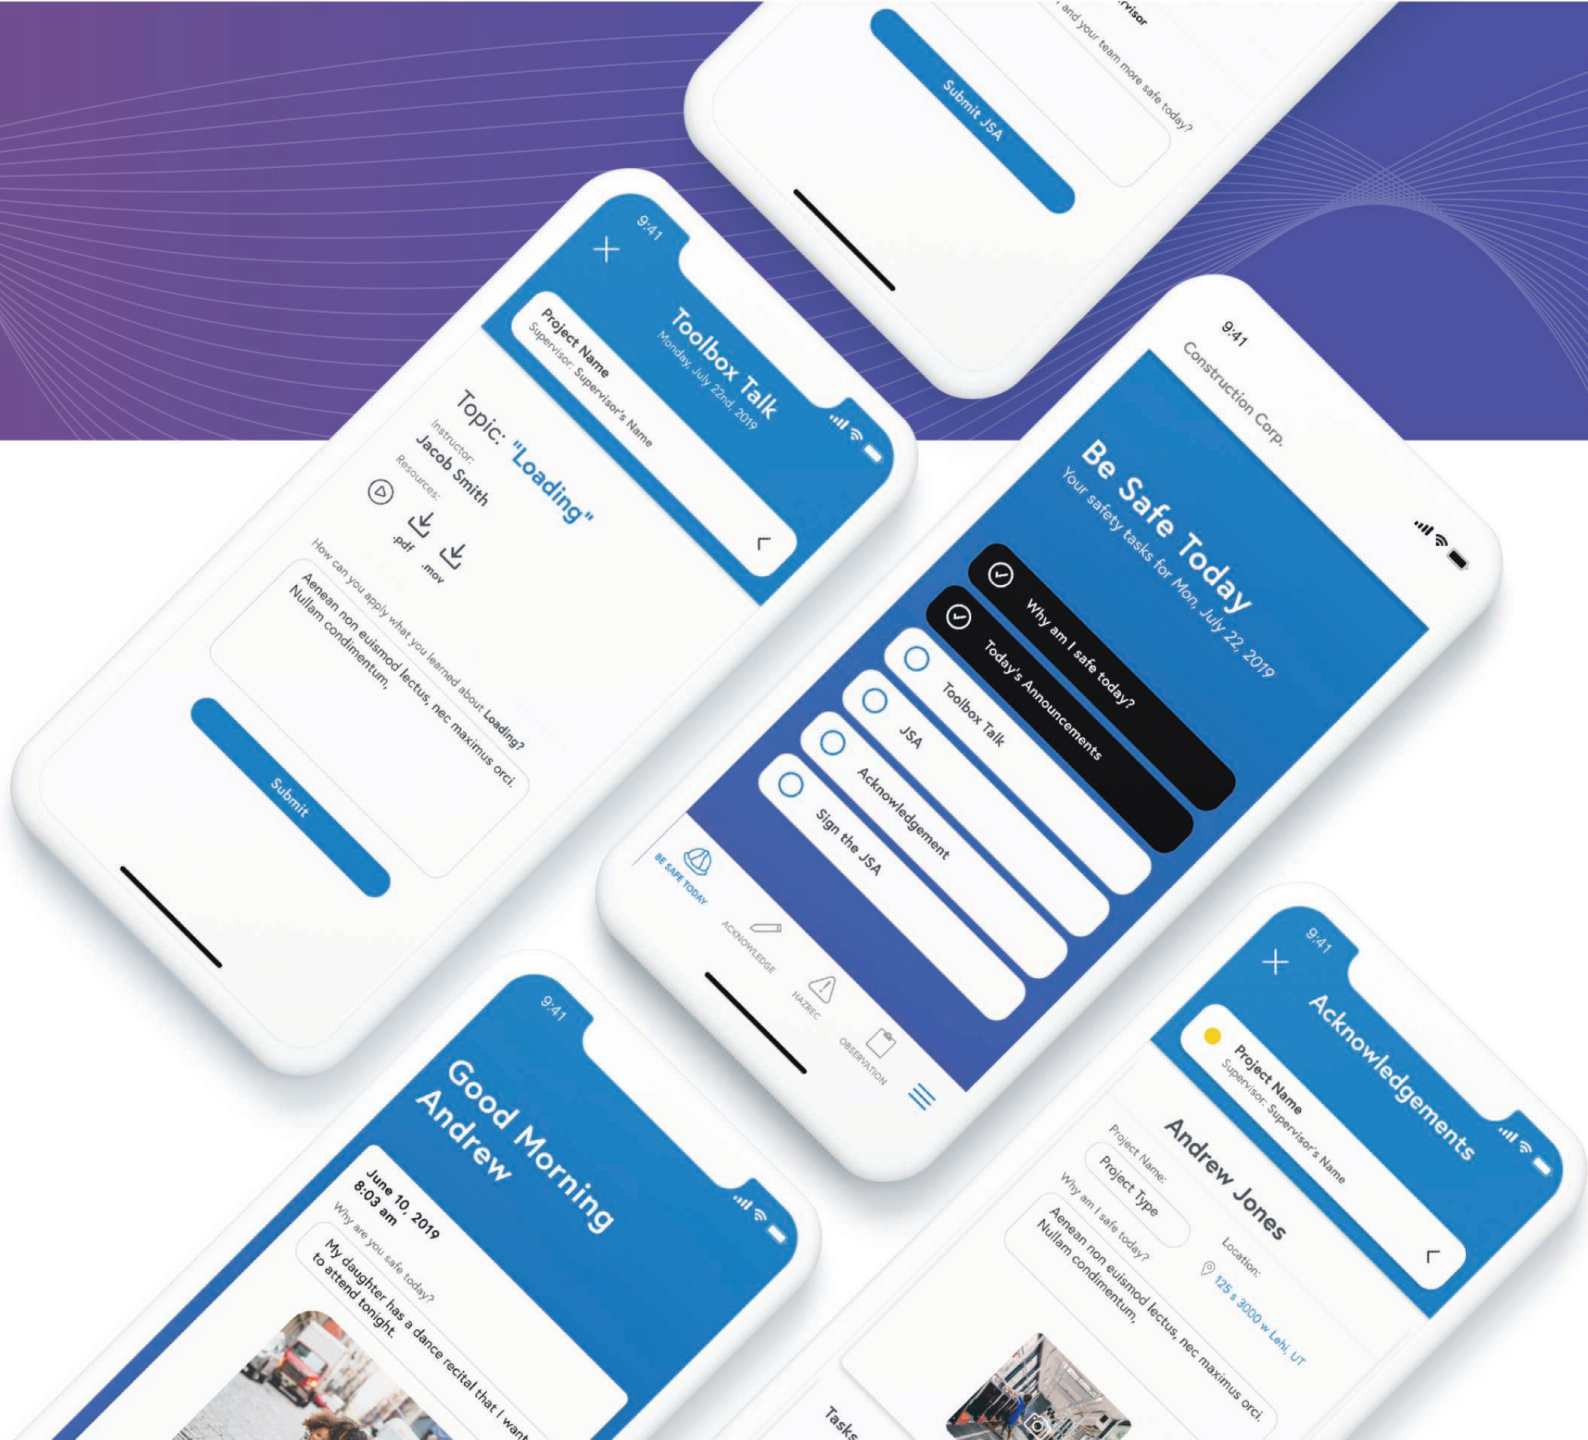 rvisor
and your team more safe today?
Submit JSA
9:41
Toolbox Talk
Monday, July 22nd, 2019
Project Name
Supervisor: Supervisor's Name
Topic: "Loading"
Instructor:
Jacob Smith
Resources:
.pdf
.mov
How can you apply what you learned about Loading?
Aenean non euismod lectus, nec maximus orci.
Nullam condimentum,
Submit
9:41
Construction Corp.
Be Safe Today
Your safety tasks for Mon, July 22, 2019
Why am I safe today?
Today's Announcements
Toolbox Talk
JSA
Acknowledgement
Sign the JSA
BE SAFE TODAY
ACKNOWLEDGE
HAZREC
OBSERVATION
9:41
Good Morning
Andrew
June 10, 2019
8:03 am
Why are you safe today?
My daughter has a dance recital that I want
to attend tonight.
9:41
Acknowledgements
Project Name
Supervisor: Supervisor's Name
Andrew Jones
Project Name:
Project Type
Location:
125 s 3000 w Lehi, UT
Why am I safe today?
Aenean non euismod lectus, nec maximus orci.
Nullam condimentum,
Tasks